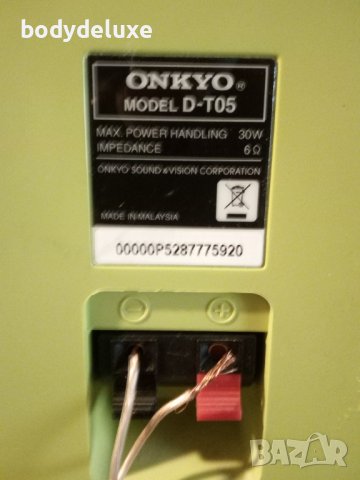 bodydeluxe
ONKYO®
MODEL D-T05
MAX. POWER HANDLING 30W
IMPEDANCE 6Ω
ONKYO SOUND & VISION CORPORATION
MADE IN MALAYSIA
00000P5287775920
− +
BAZAR